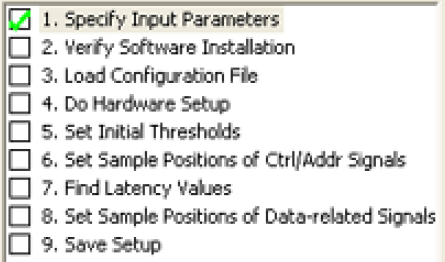 1. Specify Input Parameters
2. Verify Software Installation
3. Load Configuration File
4. Do Hardware Setup
5. Set Initial Thresholds
6. Set Sample Positions of Ctrl/Addr Signals
7. Find Latency Values
8. Set Sample Positions of Data-related Signals
9. Save Setup